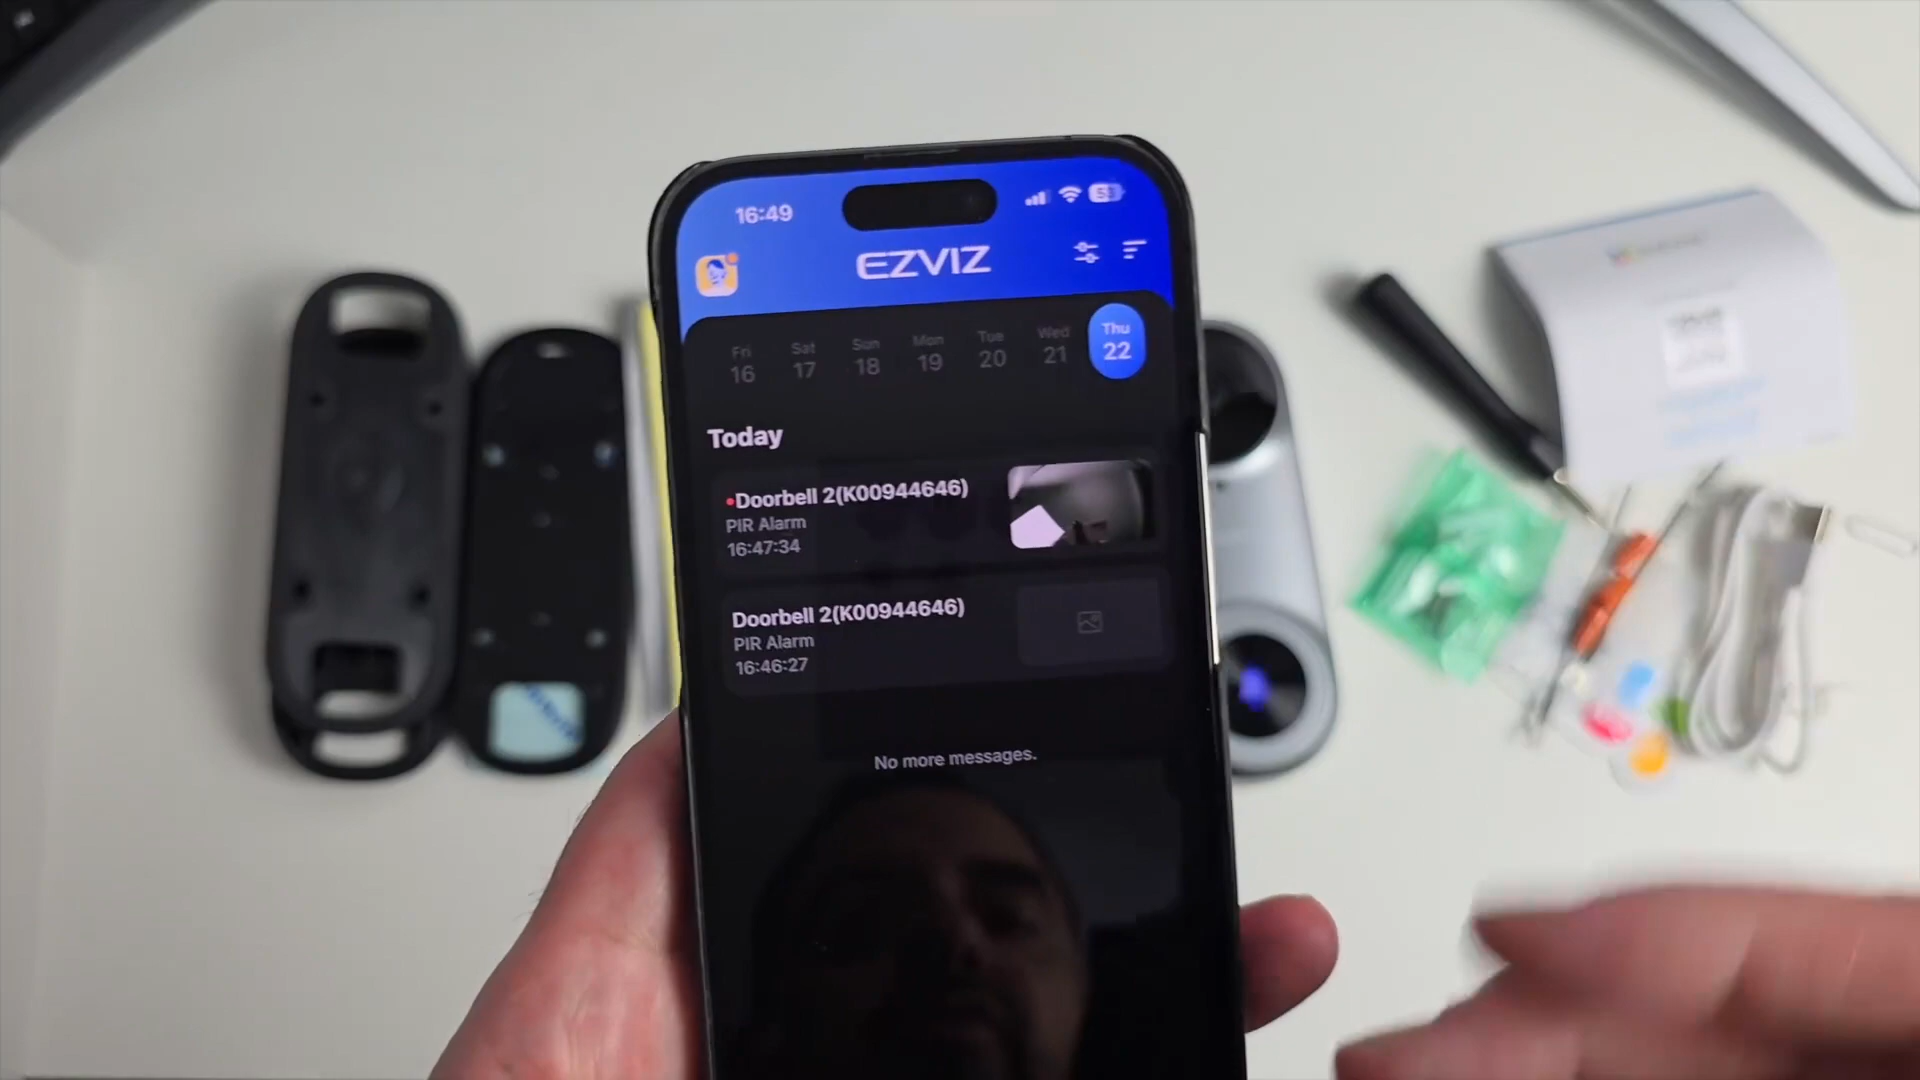 16:49
53
EZVIZ
Fri Sat Sun Mon Tue Wed Thu
16 17 18 19 20 21 22
Today
Doorbell 2(K00944646)
PIR Alarm
16:47:34
Doorbell 2(K00944646)
PIR Alarm
16:46:27
No more messages.